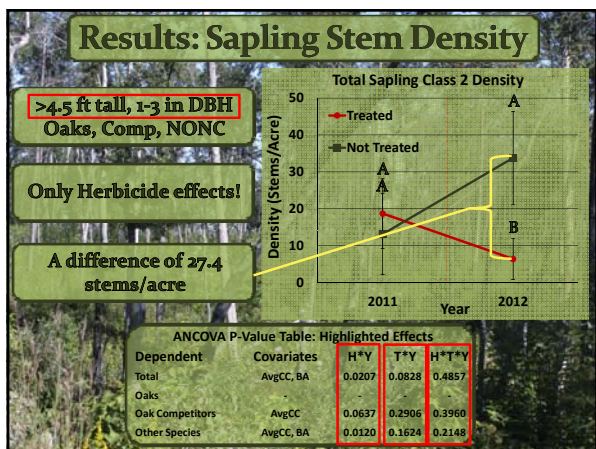 Results: Sapling Stem Density
>4.5 ft tall, 1-3 in DBH
Oaks, Comp, NONC
Only Herbicide effects!
A difference of 27.4
stems/acre
Total Sapling Class 2 Density
Density (Stems/Acre)
50
40
30
20
10
0
Treated
Not Treated
A
A
A
B
2011
2012
Year
ANCOVA P-Value Table: Highlighted Effects
Dependent Covariates H*Y T*Y H*T*Y
Total AvgCC, BA 0.0207 0.0828 0.4857
Oaks - - - -
Oak Competitors AvgCC 0.0637 0.2906 0.3960
Other Species AvgCC, BA 0.0120 0.1624 0.2148